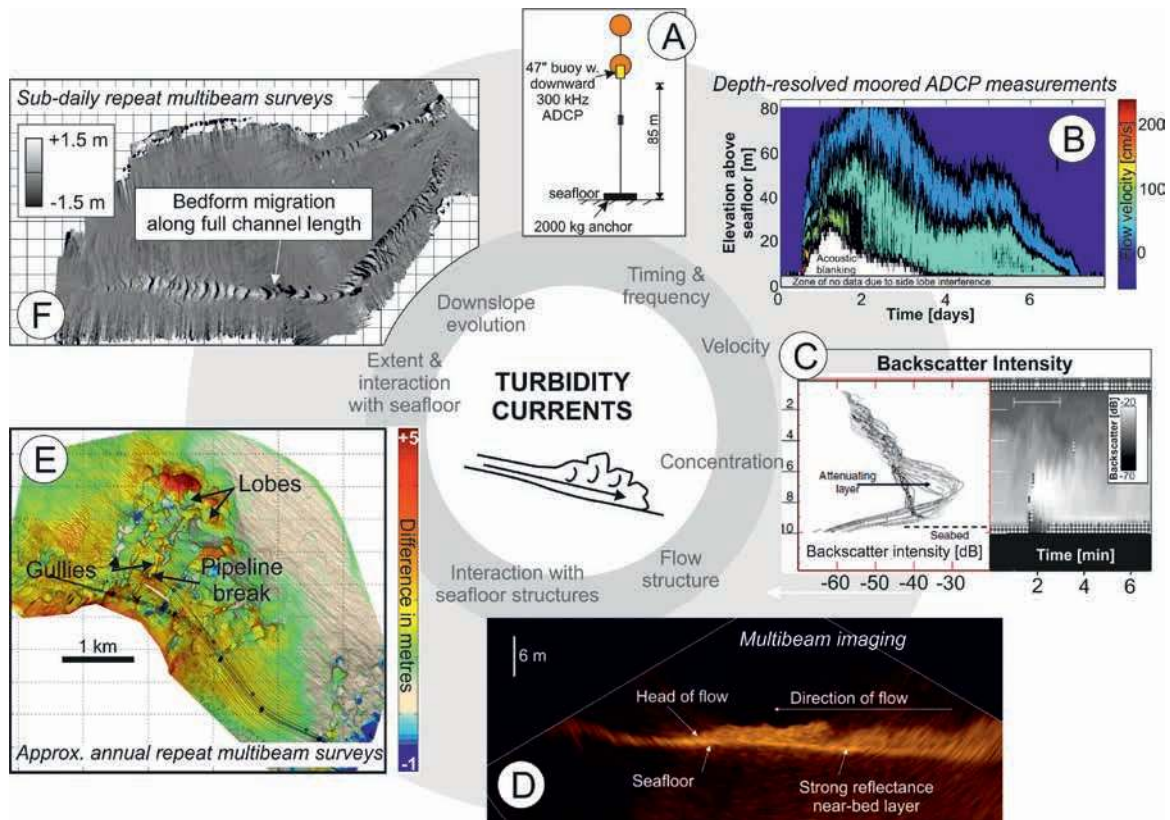 A
47" buoy w.
downward
300 kHz
ADCP
85 m
seafloor
2000 kg anchor
Depth-resolved moored ADCP measurements
B
80
60
40
20
0
Elevation above
seafloor [m]
Acoustic
blanking
Zone of no data due to side lobe interference
0
2
4
6
Time [days]
200
100
0
Flow velocity [cm/s]
Sub-daily repeat multibeam surveys
+1.5 m
-1.5 m
Bedform migration
along full channel length
F
Timing &
frequency
Velocity
Concentration
Flow
structure
Interaction with
seafloor structures
Extent &
interaction
with seafloor
Downslope
evolution
TURBIDITY
CURRENTS
C
Backscatter Intensity
2
4
6
8
10
Attenuating
layer
Seabed
Backscatter intensity [dB]
-60
-50
-40
-30
-20
-70
Backscatter [dB]
Time [min]
2
4
6
E
Lobes
Gullies
Pipeline
break
1 km
Approx. annual repeat multibeam surveys
+5
Difference in metres
-1
Multibeam imaging
6 m
Head of flow
Direction of flow
Seafloor
Strong reflectance
near-bed layer
D